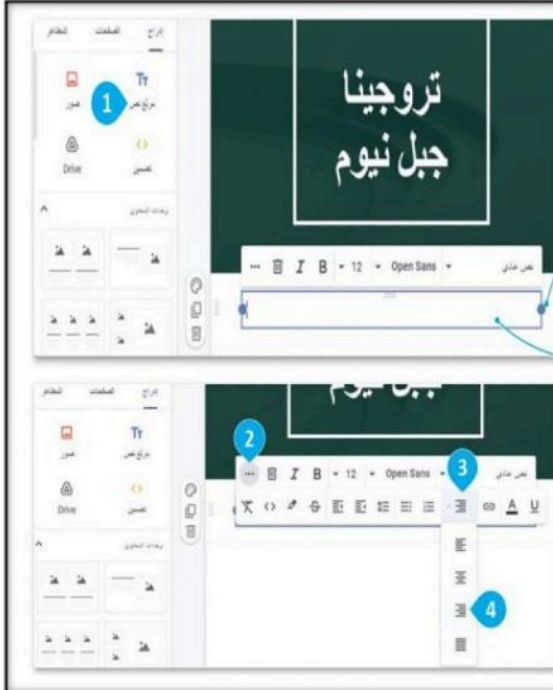 إدراج الصفحات المظاهر
Tт
مربع نص صور
1
تضمين Drive
وحدات المحتوى
تروجينا
جبل نيوم
نص عادي Open Sans 12 B I ...
إدراج الصفحات المظاهر
Tт
مربع نص صور
تضمين Drive
وحدات المحتوى
جبل نيوم
2
نص عادي Open Sans 12 B I ...
3
U A
4